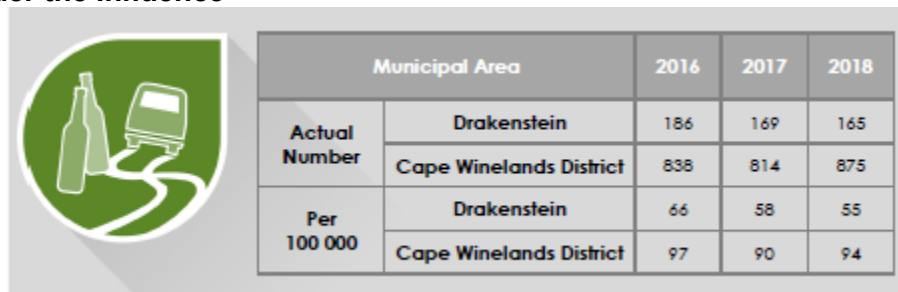 Municipal Area 2016 2017 2018
Actual Number Drakenstein 186 169 165
Cape Winelands District 838 814 875
Per 100 000 Drakenstein 66 58 55
Cape Winelands District 97 90 94